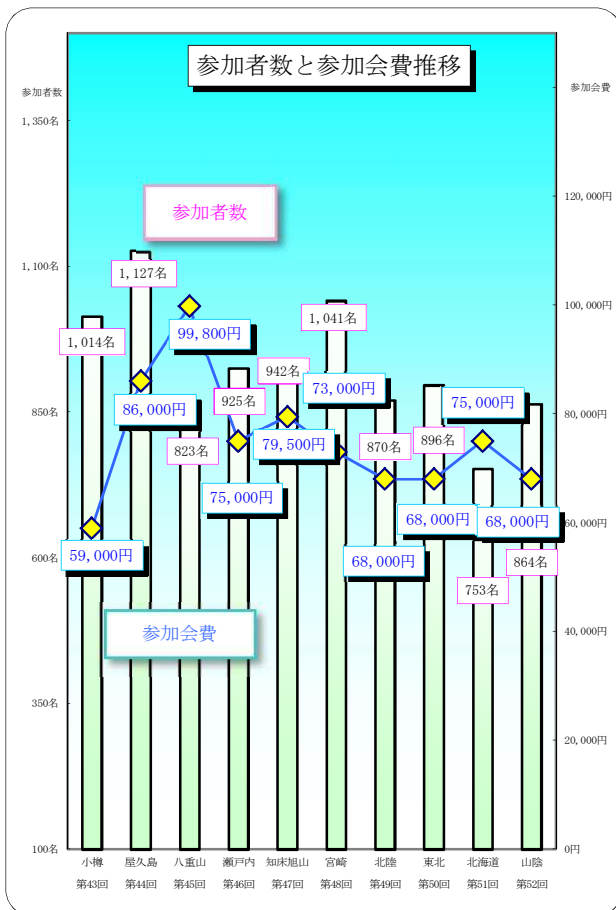 参加者数と参加会費推移
参加者数
参加会費
1,350名
1,100名
850名
600名
350名
100名
120,000円
100,000円
80,000円
60,000円
40,000円
20,000円
0円
参加者数
参加会費
1,014名
1,127名
823名
925名
942名
1,041名
870名
896名
753名
864名
59,000円
86,000円
99,800円
75,000円
79,500円
73,000円
68,000円
68,000円
75,000円
68,000円
小樽 屋久島 八重山 瀬戸内 知床旭山 宮崎 北陸 東北 北海道 山陰
第43回 第44回 第45回 第46回 第47回 第48回 第49回 第50回 第51回 第52回